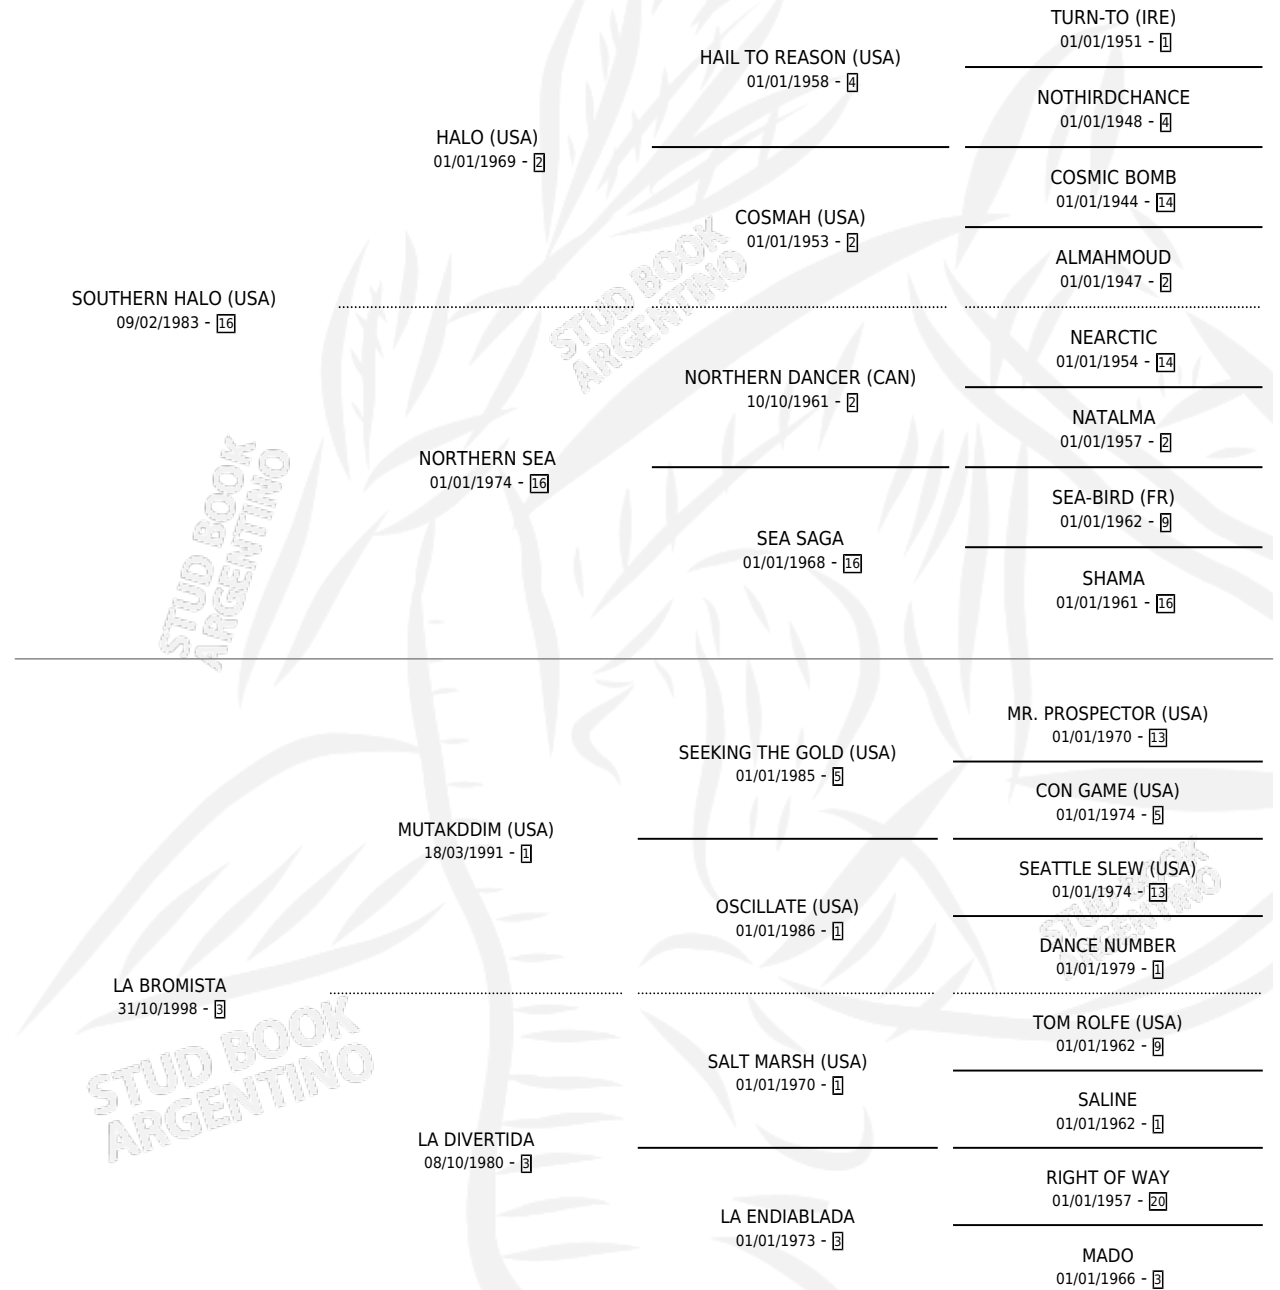 TURN-TO (IRE)
01/01/1951 - 1
HAIL TO REASON (USA)
01/01/1958 - 4
NOTHIRDCHANCE
01/01/1948 - 4
HALO (USA)
01/01/1969 - 2
COSMIC BOMB
01/01/1944 - 14
COSMAH (USA)
01/01/1953 - 2
ALMAHMOUD
01/01/1947 - 2
SOUTHERN HALO (USA)
09/02/1983 - 16
STUD BOOK
ARGENTINO
NEARCTIC
01/01/1954 - 14
NORTHERN DANCER (CAN)
10/10/1961 - 2
NATALMA
01/01/1957 - 2
NORTHERN SEA
01/01/1974 - 16
SEA-BIRD (FR)
01/01/1962 - 9
SEA SAGA
01/01/1968 - 16
SHAMA
01/01/1961 - 16
STUD BOOK
ARGENTINO
MR. PROSPECTOR (USA)
01/01/1970 - 13
SEEKING THE GOLD (USA)
01/01/1985 - 5
CON GAME (USA)
01/01/1974 - 5
MUTAKDDIM (USA)
18/03/1991 - 1
SEATTLE SLEW (USA)
01/01/1974 - 13
OSCILLATE (USA)
01/01/1986 - 1
STUD BOOK
ARGENTINO
DANCE NUMBER
01/01/1979 - 1
LA BROMISTA
31/10/1998 - 3
TOM ROLFE (USA)
01/01/1962 - 9
SALT MARSH (USA)
01/01/1970 - 1
STUD BOOK
ARGENTINO
SALINE
01/01/1962 - 1
LA DIVERTIDA
08/10/1980 - 3
RIGHT OF WAY
01/01/1957 - 20
LA ENDIABLADA
01/01/1973 - 3
MADO
01/01/1966 - 3